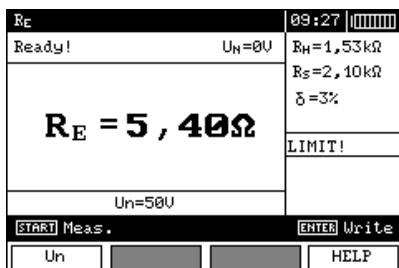 RE 09:27
Ready! UN=0V RH=1,53kΩ
RS=2,10kΩ
δ=3%
RE=5,40Ω
LIMIT!
Un=50V
START Meas. ENTER Write
Un HELP